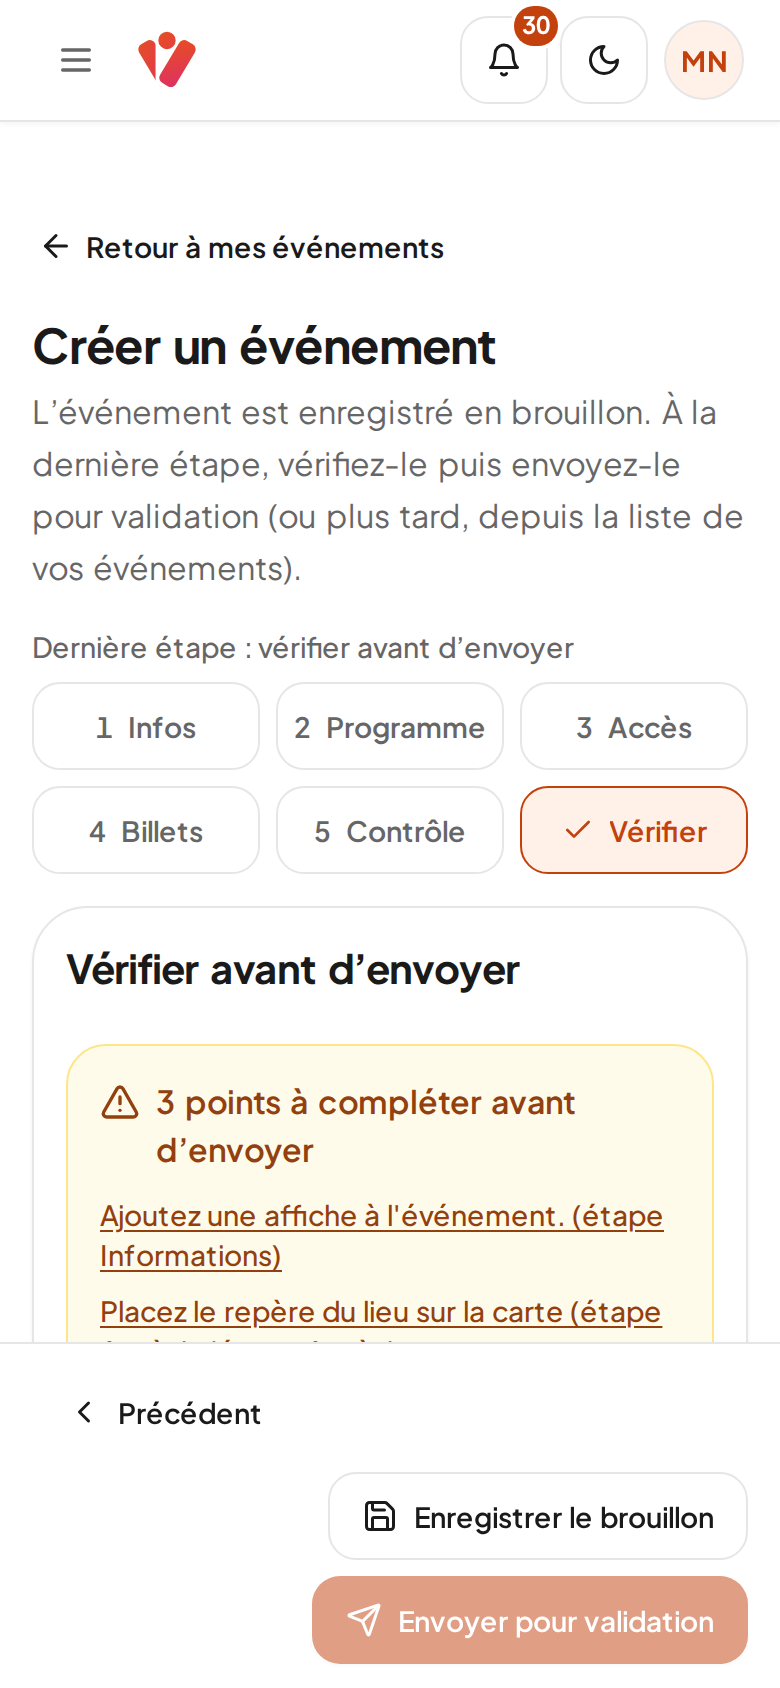 30
MN
Retour à mes événements
Créer un événement
L’événement est enregistré en brouillon. À la
dernière étape, vérifiez-le puis envoyez-le
pour validation (ou plus tard, depuis la liste de
vos événements).
Dernière étape : vérifier avant d’envoyer
1 Infos
2 Programme
3 Accès
4 Billets
5 Contrôle
Vérifier
Vérifier avant d’envoyer
3 points à compléter avant
d’envoyer
Ajoutez une affiche à l'événement. (étape
Informations)
Placez le repère du lieu sur la carte (étape
Précédent
Enregistrer le brouillon
Envoyer pour validation